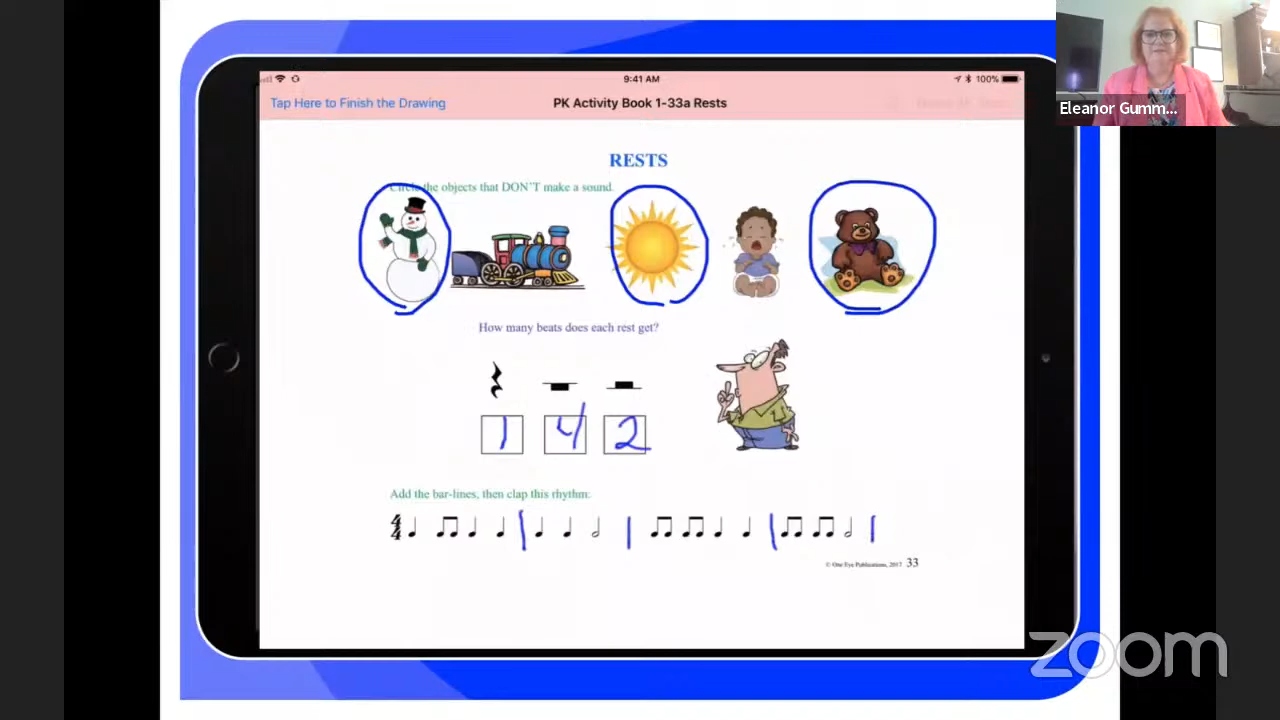 9:41 AM
100%
Tap Here to Finish the Drawing
PK Activity Book 1-33a Rests
Eleanor Gumm...
RESTS
Circle the objects that DON'T make a sound.
How many beats does each rest get?
1 4 2
Add the bar-lines, then clap this rhythm:
4
4
© One Eye Publications, 2017 33
zoom